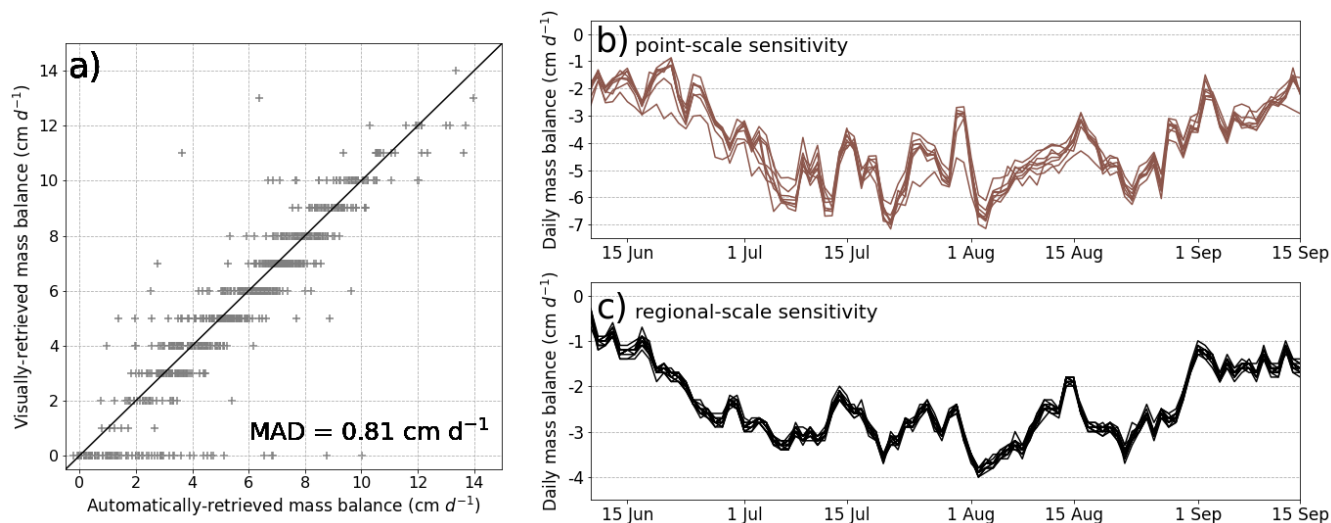 a)
Visually-retrieved mass balance (cm d⁻¹)
14
12
10
8
6
4
2
0
MAD = 0.81 cm d⁻¹
0 2 4 6 8 10 12 14
Automatically-retrieved mass balance (cm d⁻¹)
b) point-scale sensitivity
Daily mass balance (cm d⁻¹)
0
-1
-2
-3
-4
-5
-6
-7
15 Jun 1 Jul 15 Jul 1 Aug 15 Aug 1 Sep 15 Sep
c) regional-scale sensitivity
Daily mass balance (cm d⁻¹)
0
-1
-2
-3
-4
15 Jun 1 Jul 15 Jul 1 Aug 15 Aug 1 Sep 15 Sep